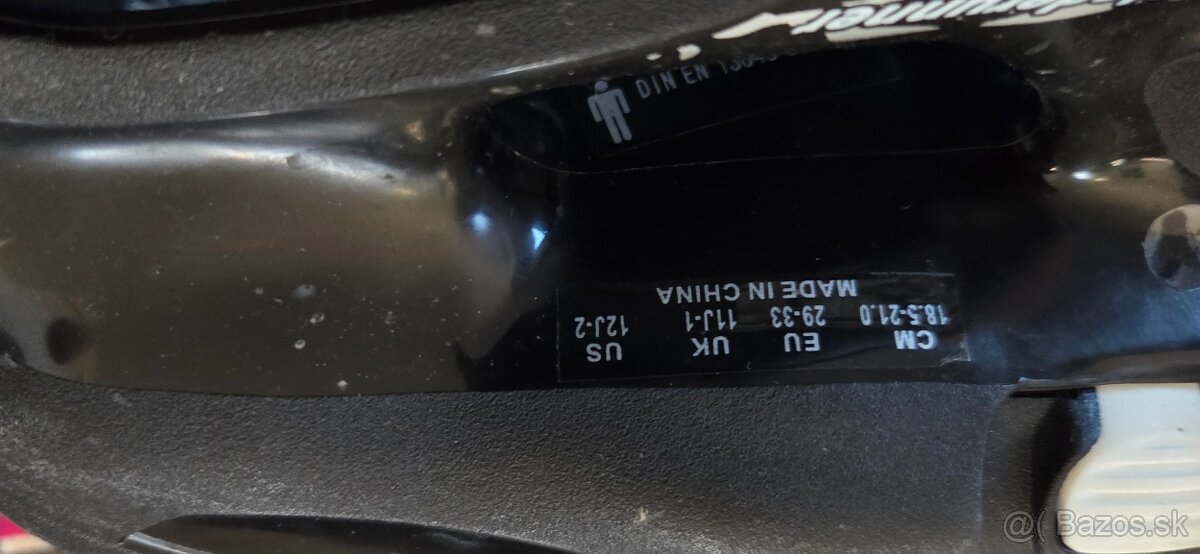 DIN EN
CM EU UK US
18.5-21.0 29-33 11J-1 12J-2
MADE IN CHINA
@( Bazos.sk